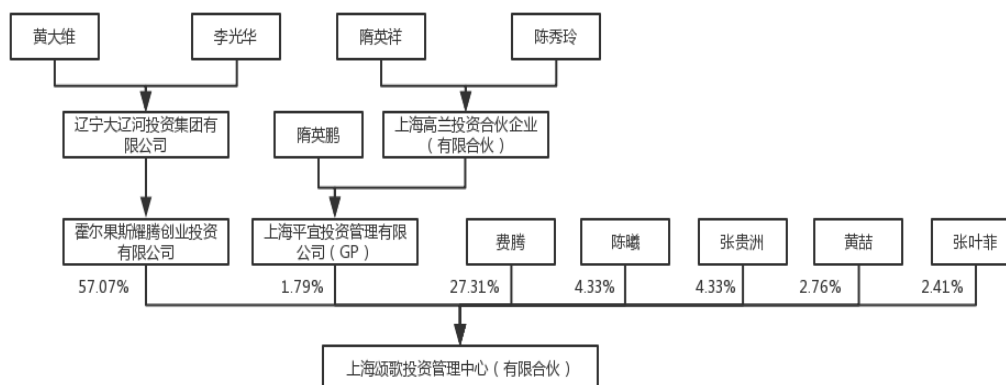 黄大维
李光华
隋英祥
陈秀玲
辽宁大辽河投资集团有
限公司
隋英鹏
上海高兰投资合伙企业
（有限合伙）
霍尔果斯耀腾创业投资
有限公司
上海平宜投资管理有限
公司（GP）
费腾
陈曦
张贵洲
黄喆
张叶菲
57.07%
1.79%
27.31%
4.33%
4.33%
2.76%
2.41%
上海颂歌投资管理中心（有限合伙）